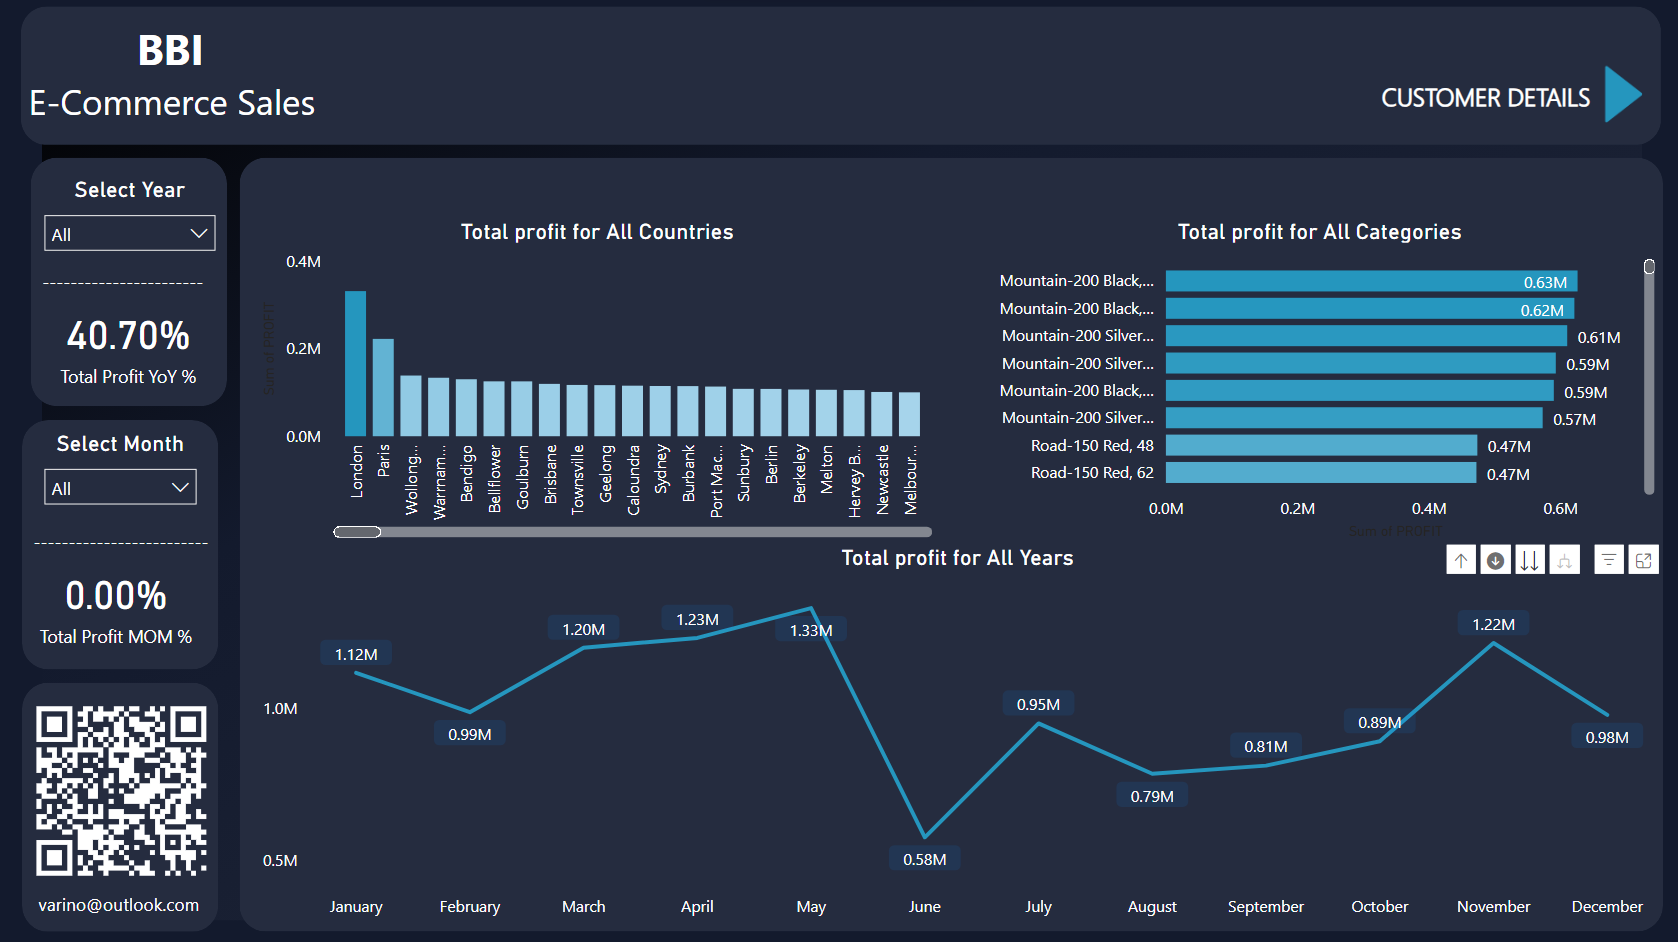 BBI
E-Commerce Sales
CUSTOMER DETAILS
Select Year
All
40.70%
Total Profit YoY %
Select Month
All
0.00%
Total Profit MOM %
varino@outlook.com
Total profit for All Countries
Sum of PROFIT
0.4M
0.2M
0.0M
London
Paris
Wollong...
Warrnam...
Bendigo
Bellflower
Goulburn
Brisbane
Townsville
Geelong
Caloundra
Sydney
Burbank
Port Mac...
Sunbury
Berlin
Berkeley
Melton
Hervey B...
Newcastle
Melbour...
Total profit for All Categories
Mountain-200 Black,... 0.63M
Mountain-200 Black,... 0.62M
Mountain-200 Silver... 0.61M
Mountain-200 Silver... 0.59M
Mountain-200 Black,... 0.59M
Mountain-200 Silver... 0.57M
Road-150 Red, 48 0.47M
Road-150 Red, 62 0.47M
0.0M 0.2M 0.4M 0.6M
Sum of PROFIT
Total profit for All Years
1.0M
0.5M
1.12M
0.99M
1.20M
1.23M
1.33M
0.58M
0.95M
0.79M
0.81M
0.89M
1.22M
0.98M
January February March April May June July August September October November December